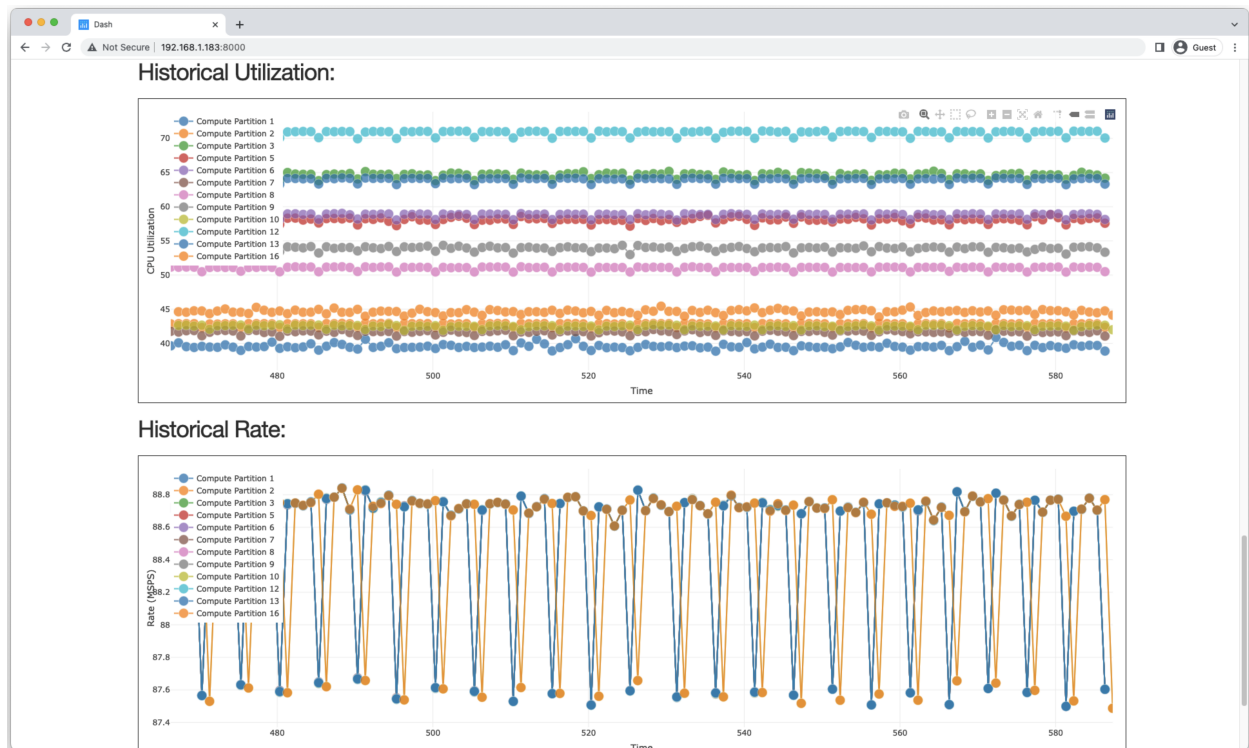 Dash
Not Secure
192.168.1.183:8000
Guest
Historical Utilization:
Compute Partition 1
Compute Partition 2
Compute Partition 3
Compute Partition 5
Compute Partition 6
Compute Partition 7
Compute Partition 8
Compute Partition 9
Compute Partition 10
Compute Partition 12
Compute Partition 13
Compute Partition 16
CPU Utilization
70
65
60
55
50
45
40
480
500
520
540
560
580
Time
Historical Rate:
Compute Partition 1
Compute Partition 2
Compute Partition 3
Compute Partition 5
Compute Partition 6
Compute Partition 7
Compute Partition 8
Compute Partition 9
Compute Partition 10
Compute Partition 12
Compute Partition 13
Compute Partition 16
Rate (MSPS)
88.8
88.6
88.4
88.2
88
87.8
87.6
87.4
480
500
520
540
560
580
Time